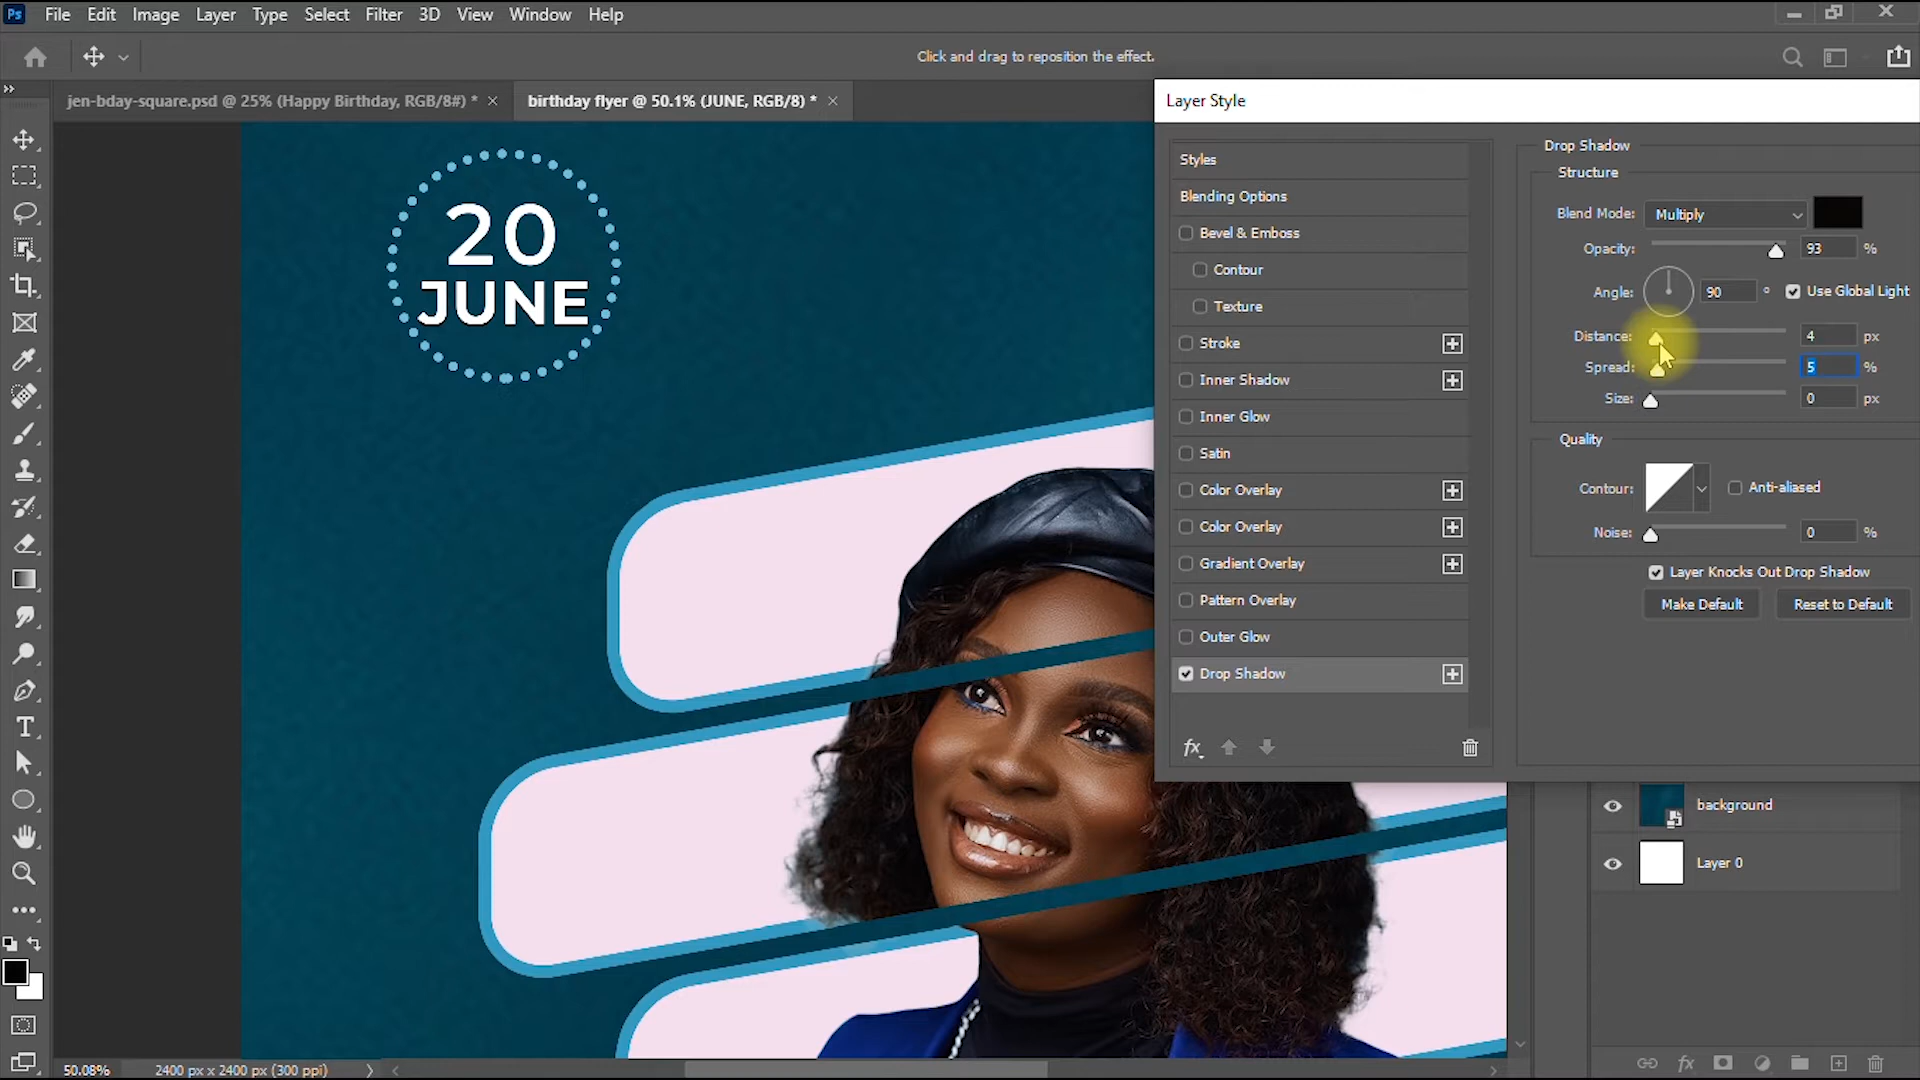 Ps File Edit Image Layer Type Select Filter 3D View Window Help
Click and drag to reposition the effect.
jen-bday-square.psd @ 25% (Happy Birthday, RGB/8#) * ×
birthday flyer @ 50.1% (JUNE, RGB/8) * ×
20
JUNE
Layer Style
Styles
Blending Options
Bevel & Emboss
Contour
Texture
Stroke
Inner Shadow
Inner Glow
Satin
Color Overlay
Color Overlay
Gradient Overlay
Pattern Overlay
Outer Glow
Drop Shadow
fx
Drop Shadow
Structure
Blend Mode: Multiply
Opacity: 93 %
Angle: 90 ° Use Global Light
Distance: 4 px
Spread: 5 %
Size: 0 px
Quality
Contour: Anti-aliased
Noise: 0 %
Layer Knocks Out Drop Shadow
Make Default Reset to Default
background
Layer 0
fx
50.08% 2400 px x 2400 px (300 ppi)